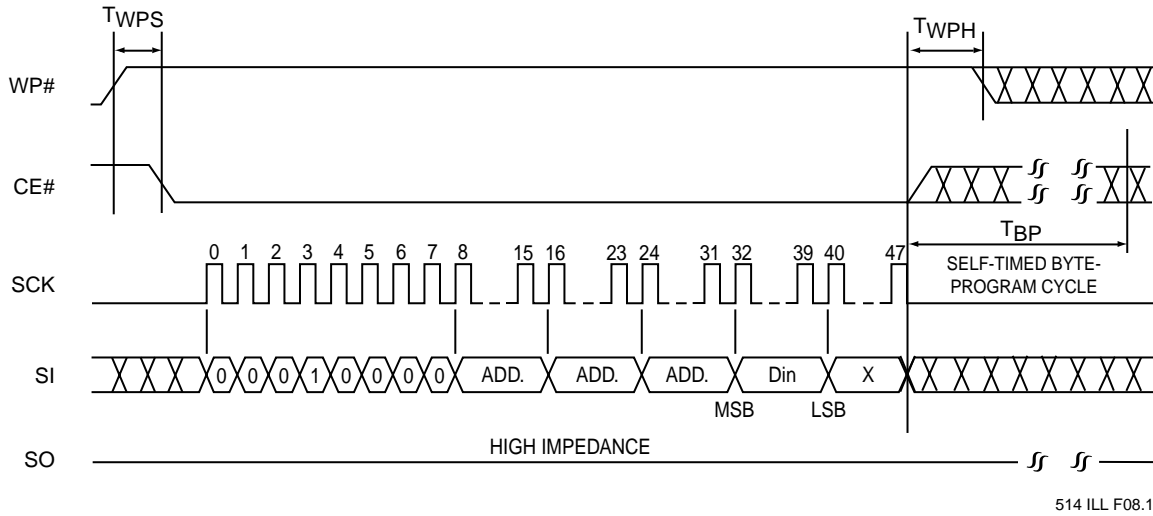 TWPS
TWPH
WP#
CE#
TBP
0 1 2 3 4 5 6 7 8 15 16 23 24 31 32 39 40 47
SCK
SELF-TIMED BYTE-
PROGRAM CYCLE
SI
0 0 0 1 0 0 0 0 ADD. ADD. ADD. Din X
MSB LSB
HIGH IMPEDANCE
SO
514 ILL F08.1